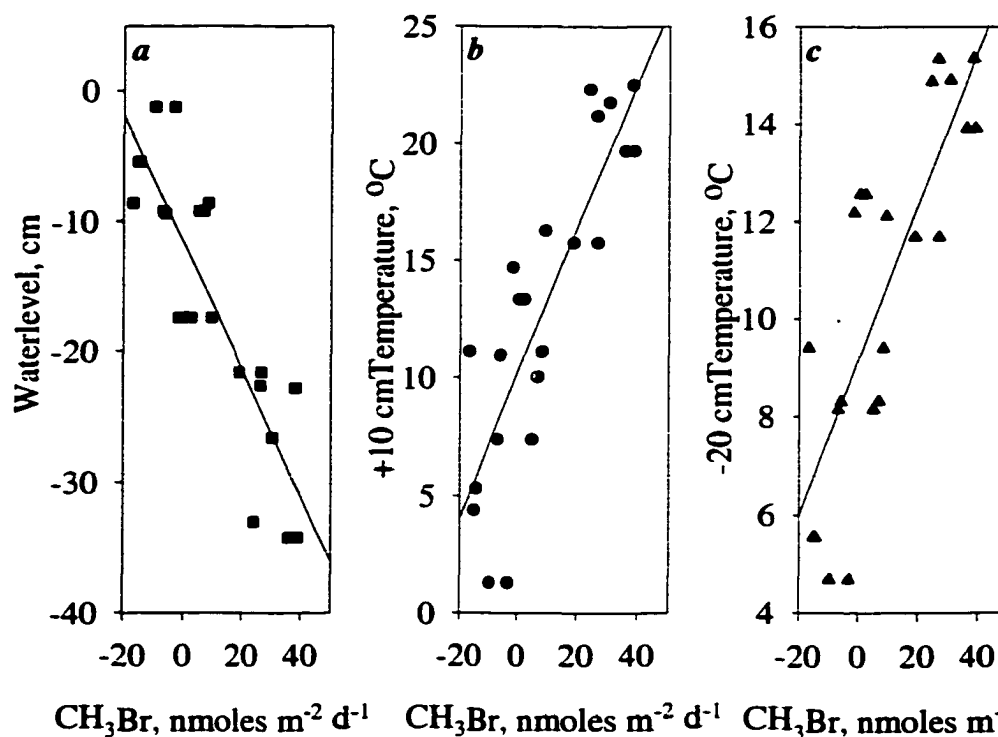 a
b
c
Waterlevel, cm
0
-10
-20
-30
-40
-20 0 20 40
CH₃Br, nmoles m⁻² d⁻¹
+10 cmTemperature, ⁰C
25
20
15
10
5
0
-20 0 20 40
CH₃Br, nmoles m⁻² d⁻¹
-20 cmTemperature, ⁰C
16
14
12
10
8
6
4
-20 0 20 40
CH₃Br, nmoles m⁻